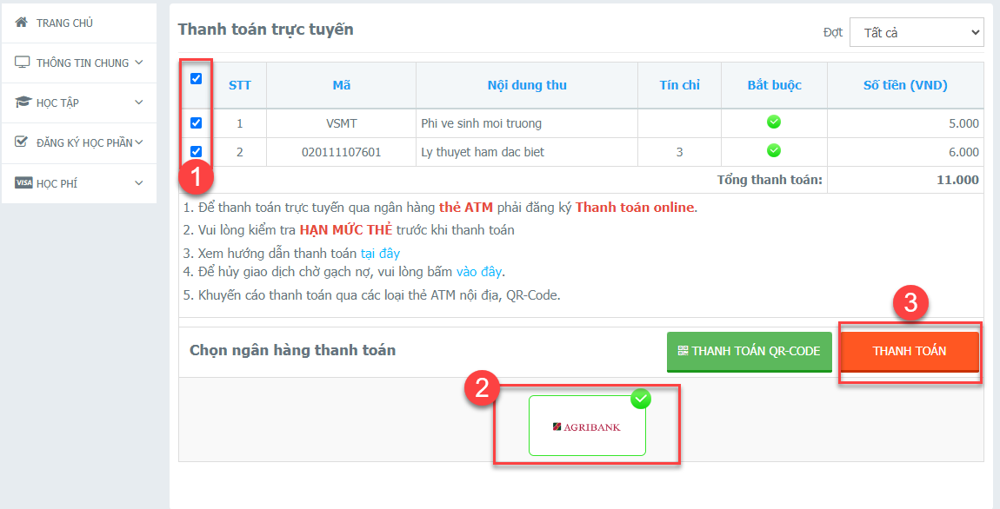 TRANG CHỦ
THÔNG TIN CHUNG
HỌC TẬP
ĐĂNG KÝ HỌC PHẦN
VISA HỌC PHÍ
Thanh toán trực tuyến
Đợt Tất cả
STT Mã Nội dung thu Tín chỉ Bắt buộc Số tiền (VND)
1 VSMT Phi ve sinh moi truong 5.000
2 020111107601 Ly thuyet ham dac biet 3 6.000
1
Tổng thanh toán: 11.000
1. Để thanh toán trực tuyến qua ngân hàng thẻ ATM phải đăng ký Thanh toán online.
2. Vui lòng kiểm tra HẠN MỨC THẺ trước khi thanh toán
3. Xem hướng dẫn thanh toán tại đây
4. Để hủy giao dịch chờ gạch nợ, vui lòng bấm vào đây.
5. Khuyến cáo thanh toán qua các loại thẻ ATM nội địa, QR-Code.
3
Chọn ngân hàng thanh toán THANH TOÁN QR-CODE THANH TOÁN
2
AGRIBANK